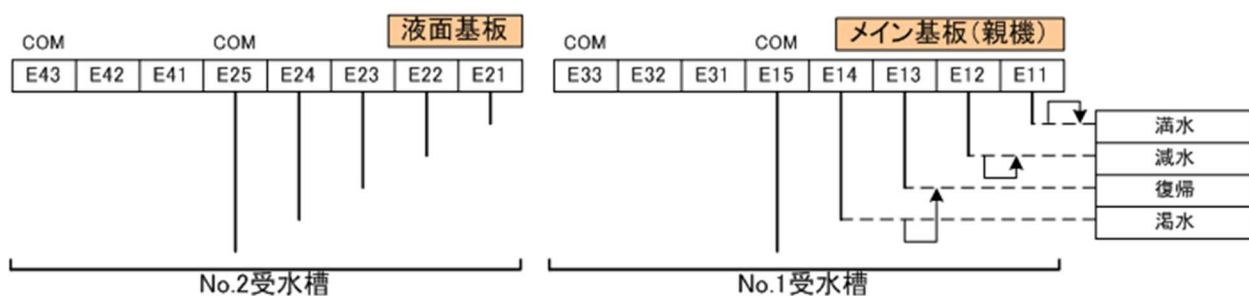 液面基板
メイン基板(親機)
COM COM COM COM
E43 E42 E41 E25 E24 E23 E22 E21 E33 E32 E31 E15 E14 E13 E12 E11
満水
減水
復帰
渇水
No.2受水槽 No.1受水槽